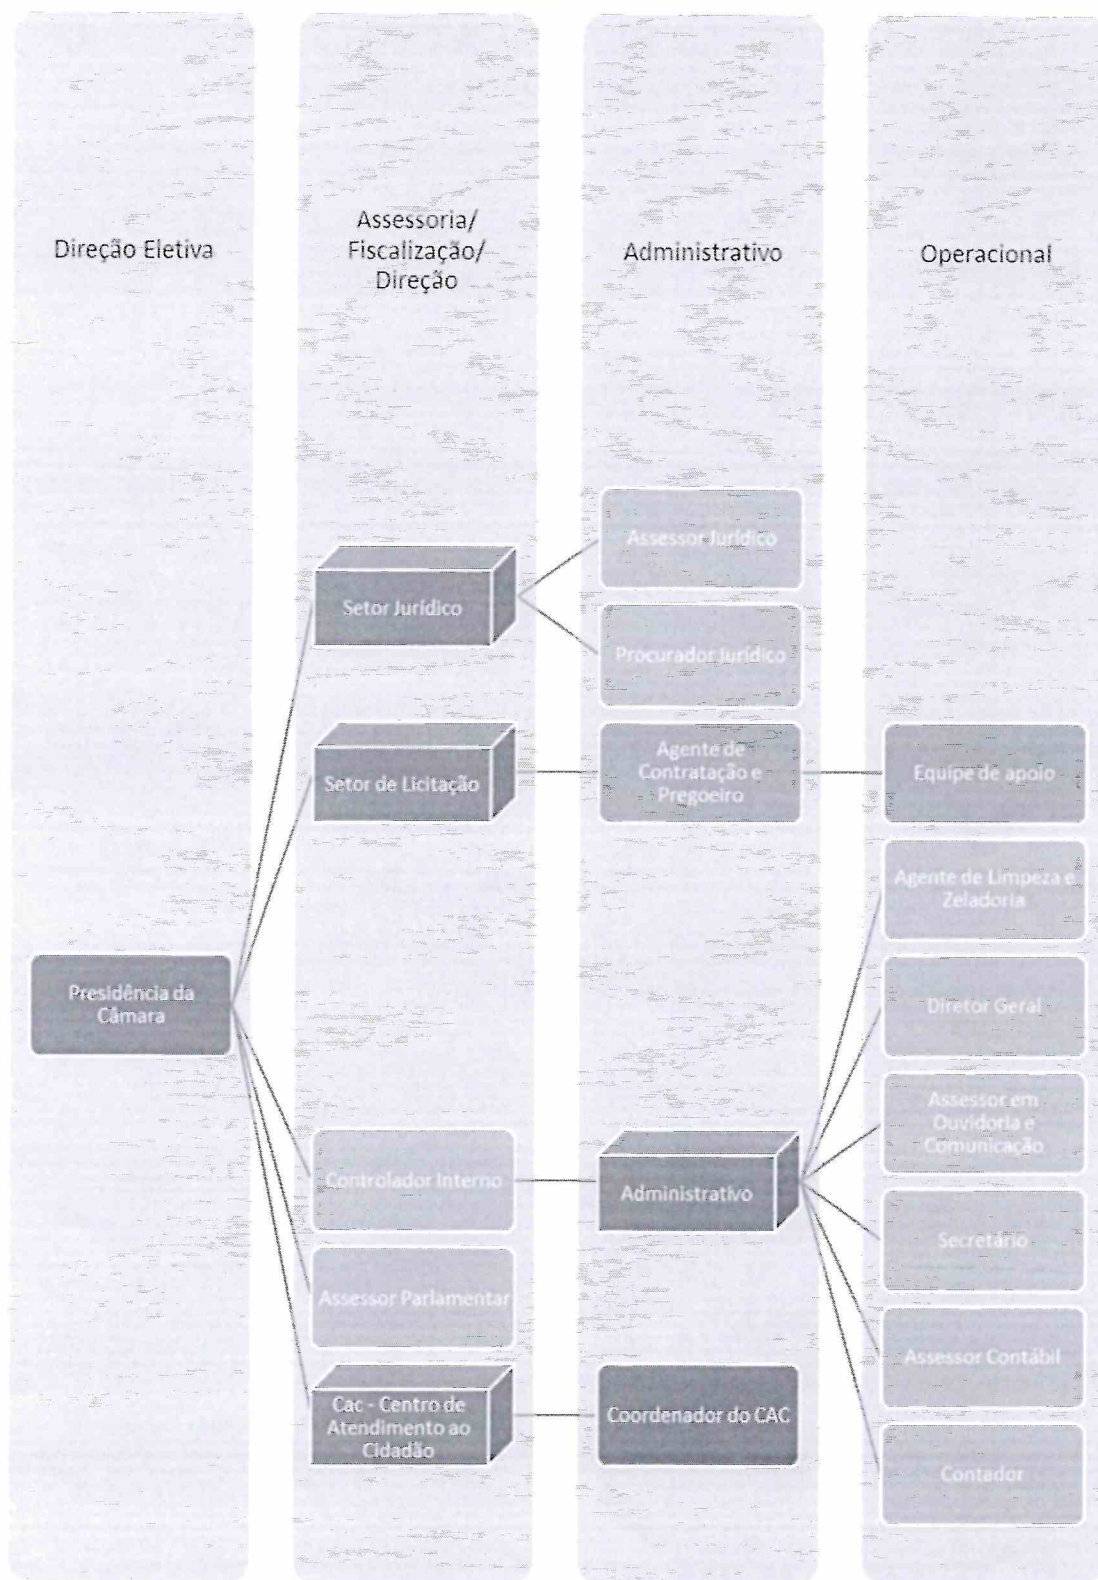 Direção Eletiva
Assessoria/
Fiscalização/
Direção
Administrativo
Operacional
Assessor Jurídico
Setor Jurídico
Procurador Jurídico
Setor de Licitação
Agente de
Contratação e
Pregoeiro
Equipe de apoio
Agente de Limpeza e
Zeladoria
Presidência da
Câmara
Diretor Geral
Assessor em
Ouvidoria e
Comunicação
Controlador Interno
Administrativo
Secretário
Assessor Parlamentar
Assessor Contábil
Cac - Centro de
Atendimento ao
Cidadão
Coordenador do CAC
Contador